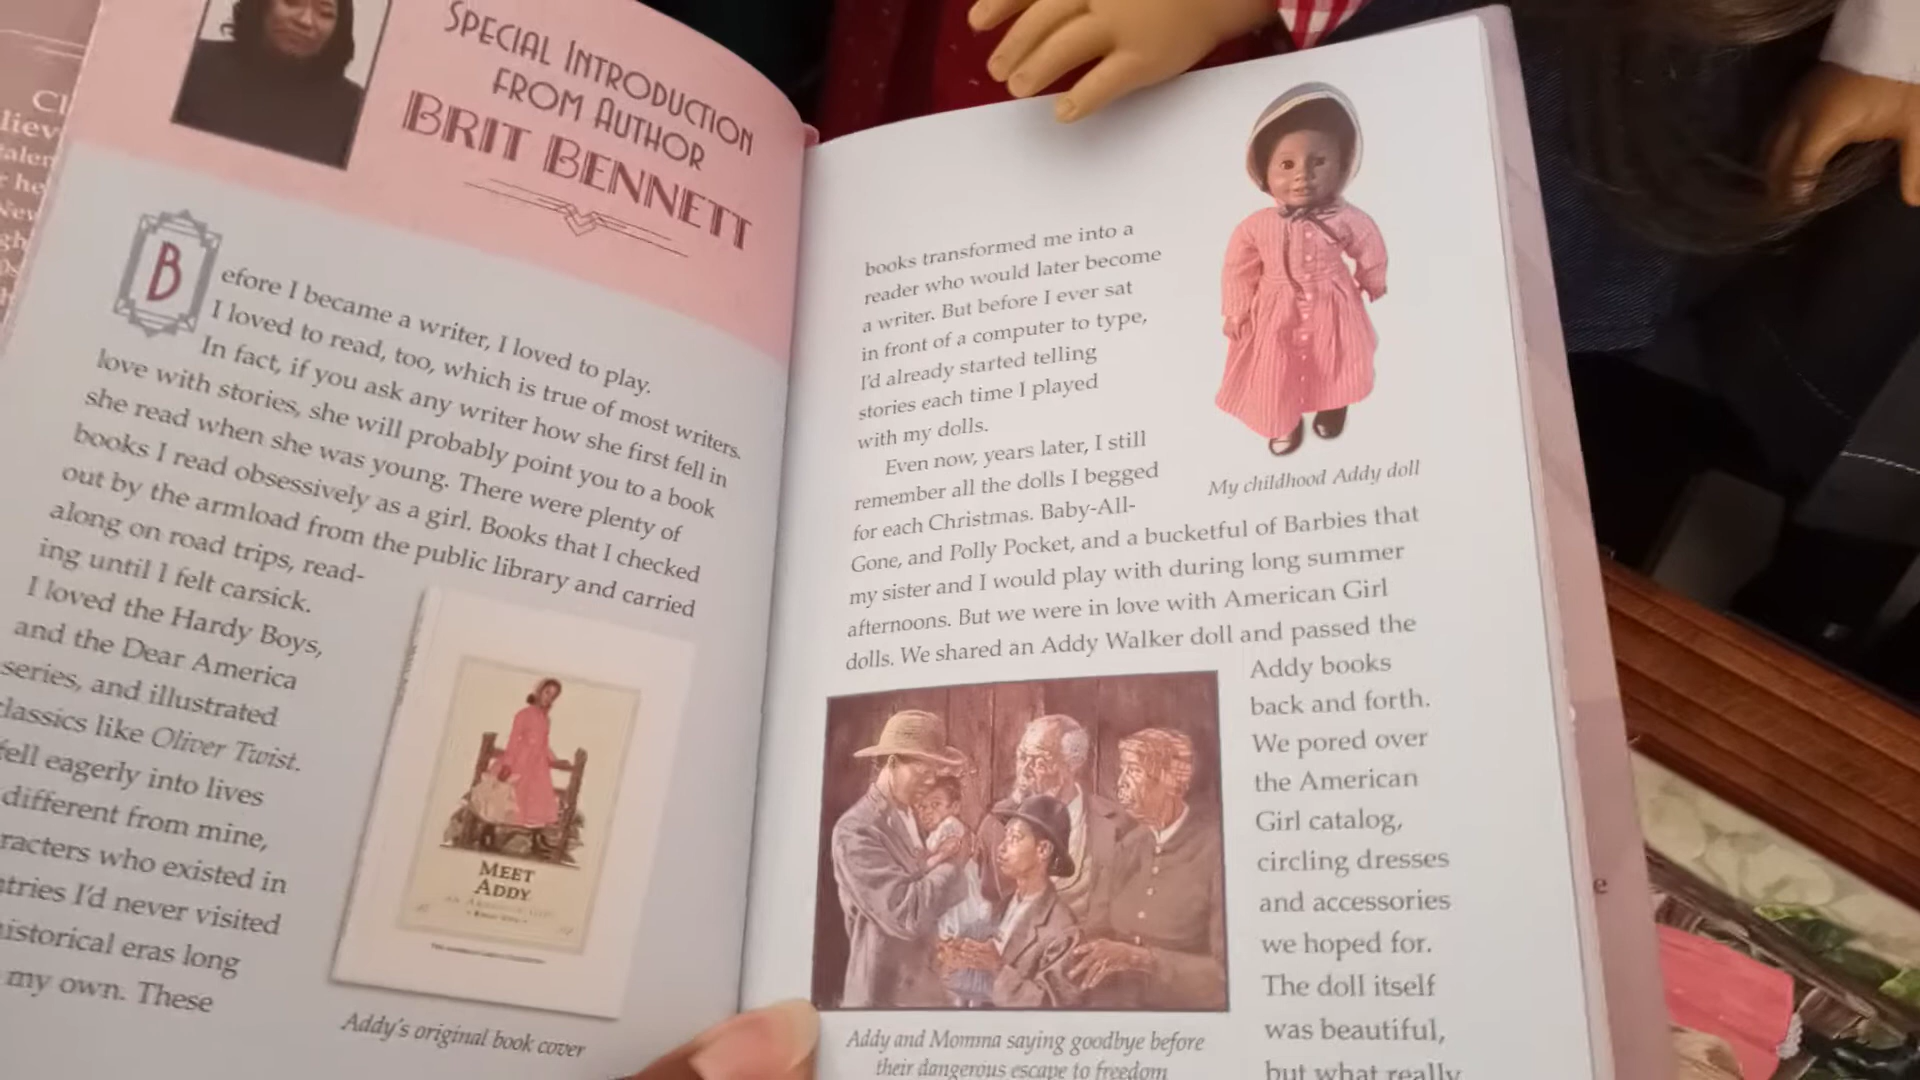 SPECIAL INTRODUCTION
FROM AUTHOR
BRIT BENNETT
Before I became a writer, I loved to play.
I loved to read, too, which is true of most writers.
In fact, if you ask any writer how she first fell in
love with stories, she will probably point you to a book
she read when she was young. There were plenty of
books I read obsessively as a girl. Books that I checked
out by the armload from the public library and carried
along on road trips, read-
ing until I felt carsick.
I loved the Hardy Boys,
and the Dear America
series, and illustrated
classics like Oliver Twist.
fell eagerly into lives
different from mine,
racters who existed in
ntries I'd never visited
historical eras long
my own. These
MEET
ADDY
Addy's original book cover
books transformed me into a
reader who would later become
a writer. But before I ever sat
in front of a computer to type,
I'd already started telling
stories each time I played
with my dolls.
Even now, years later, I still
remember all the dolls I begged
for each Christmas. Baby-All-
Gone, and Polly Pocket, and a bucketful of Barbies that
my sister and I would play with during long summer
afternoons. But we were in love with American Girl
dolls. We shared an Addy Walker doll and passed the
Addy books
back and forth.
We pored over
the American
Girl catalog,
circling dresses
and accessories
we hoped for.
The doll itself
was beautiful,
but what really
My childhood Addy doll
Addy and Momma saying goodbye before
their dangerous escape to freedom